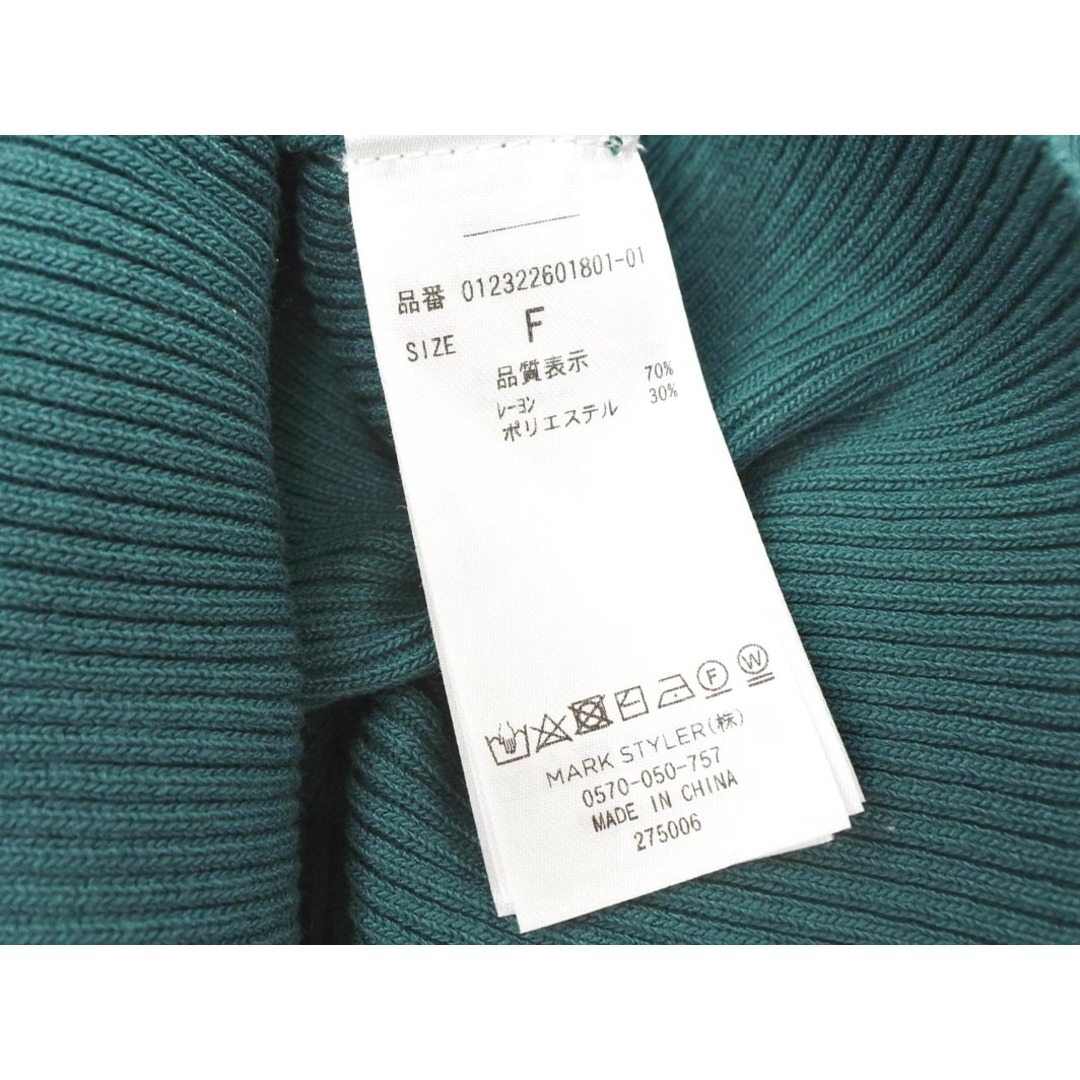 品番 012322601801-01
SIZE F
品質表示
レーヨン 70%
ポリエステル 30%
F W
MARK STYLER(株)
0570-050-757
MADE IN CHINA
275006